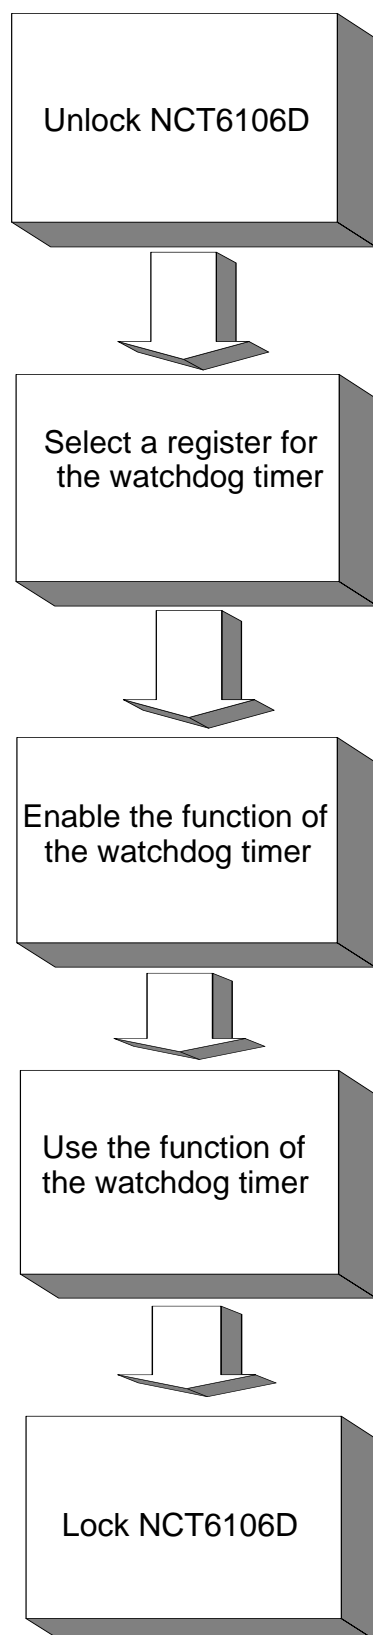 Unlock NCT6106D
Select a register for
the watchdog timer
Enable the function of
the watchdog timer
Use the function of
the watchdog timer
Lock NCT6106D